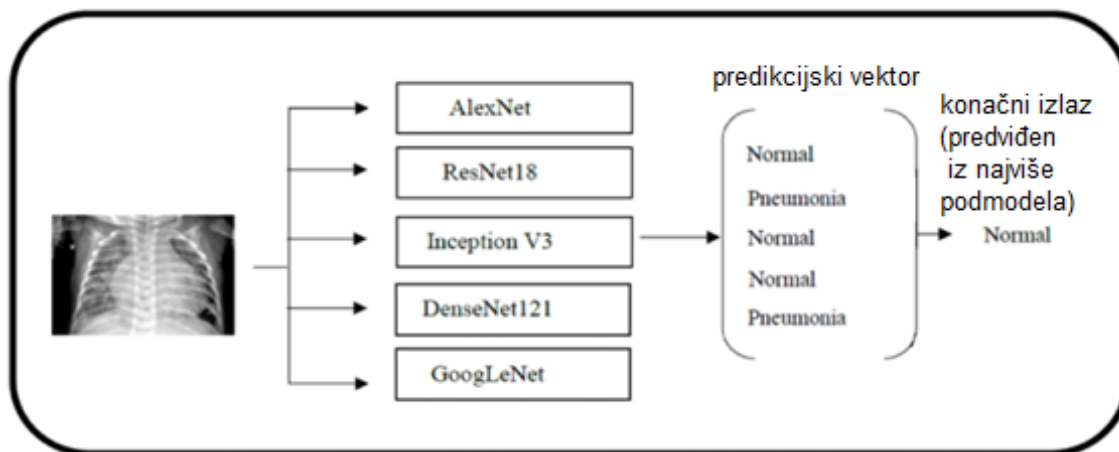 AlexNet
ResNet18
Inception V3
DenseNet121
GoogLeNet
predikcijski vektor
Normal
Pneumonia
Normal
Normal
Pneumonia
konačni izlaz
(predviđen
iz najviše
podmodela)
Normal